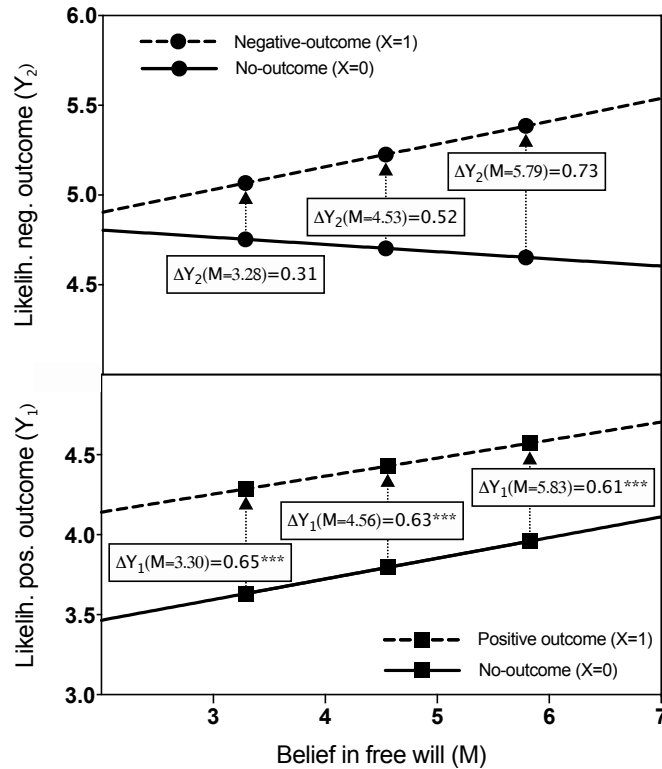 6.0
Negative-outcome (X=1)
No-outcome (X=0)
5.5
ΔY₂(M=5.79)=0.73
ΔY₂(M=4.53)=0.52
5.0
ΔY₂(M=3.28)=0.31
4.5
Likelih. neg. outcome (Y₂)
4.5
ΔY₁(M=5.83)=0.61***
ΔY₁(M=4.56)=0.63***
4.0
ΔY₁(M=3.30)=0.65***
3.5
Positive outcome (X=1)
No-outcome (X=0)
3.0
Likelih. pos. outcome (Y₁)
3 4 5 6 7
Belief in free will (M)